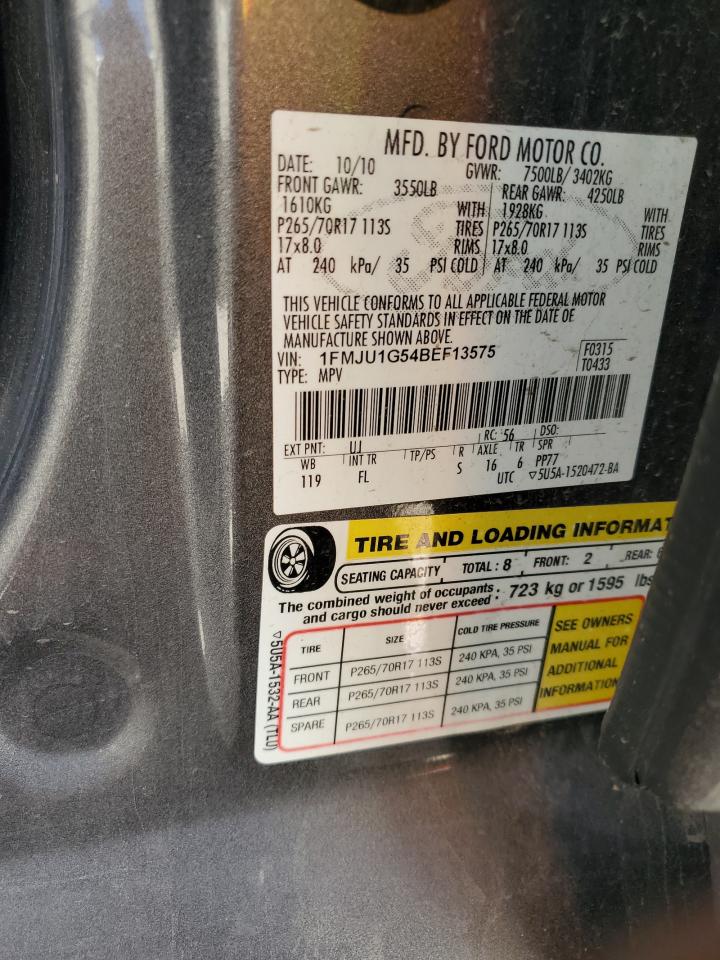 MFD. BY FORD MOTOR CO.
DATE: 10/10 GVWR: 7500LB/ 3402KG
FRONT GAWR: 3550LB REAR GAWR: 4250LB
1610KG WITH 1928KG WITH
P265/70R17 113S TIRES P265/70R17 113S TIRES
17x8.0 RIMS 17x8.0 RIMS
AT 240 kPa/ 35 PSI COLD AT 240 kPa/ 35 PSI COLD
THIS VEHICLE CONFORMS TO ALL APPLICABLE FEDERAL MOTOR
VEHICLE SAFETY STANDARDS IN EFFECT ON THE DATE OF
MANUFACTURE SHOWN ABOVE.
VIN: 1FMJU1G54BEF13575 F0315
TYPE: MPV T0433
EXT PNT: UJ RC: 56 DSO:
WB INT TR TP/PS R AXLE TR SPR
119 FL S 16 6 PP77
UTC ▽5U5A-1520472-BA
TIRE AND LOADING INFORMAT
SEATING CAPACITY TOTAL : 8 FRONT: 2 REAR:
The combined weight of occupants
and cargo should never exceed : 723 kg or 1595 lbs
TIRE SIZE COLD TIRE PRESSURE
FRONT P265/70R17 113S 240 KPA, 35 PSI
REAR P265/70R17 113S 240 KPA, 35 PSI
SPARE P265/70R17 113S 240 KPA, 35 PSI
SEE OWNERS
MANUAL FOR
ADDITIONAL
INFORMATION
▽5U5A-1532-AA (TLU)